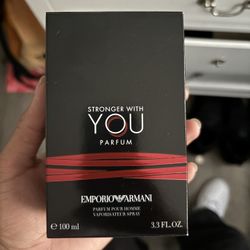 STRONGER WITH
YOU
PARFUM
EMPORIO ARMANI
PARFUM POUR HOMME
VAPORISATEUR SPRAY
℮ 100 ml 3.3 FL.OZ.